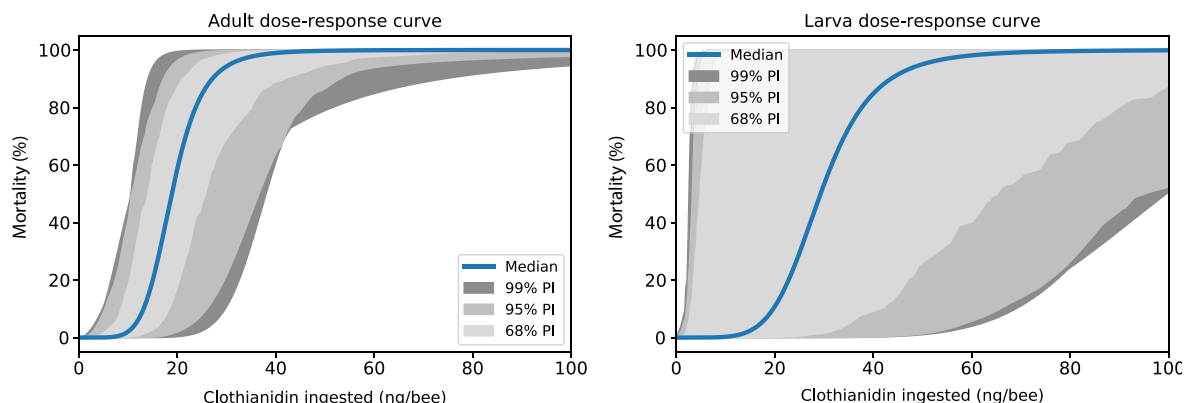 Adult dose-response curve
Mortality (%)
100
80
60
40
20
0
Median
99% PI
95% PI
68% PI
0 20 40 60 80 100
Clothianidin ingested (ng/bee)
Larva dose-response curve
Mortality (%)
100
80
60
40
20
0
Median
99% PI
95% PI
68% PI
0 20 40 60 80 100
Clothianidin ingested (ng/bee)